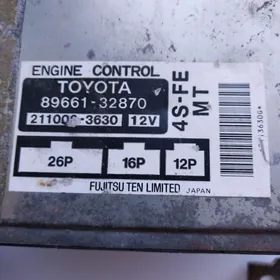 ENGINE CONTROL
TOYOTA
89661-32870
211000-3630 12V
4S-FE
MT
26P 16P 12P
FUJITSU TEN LIMITED JAPAN